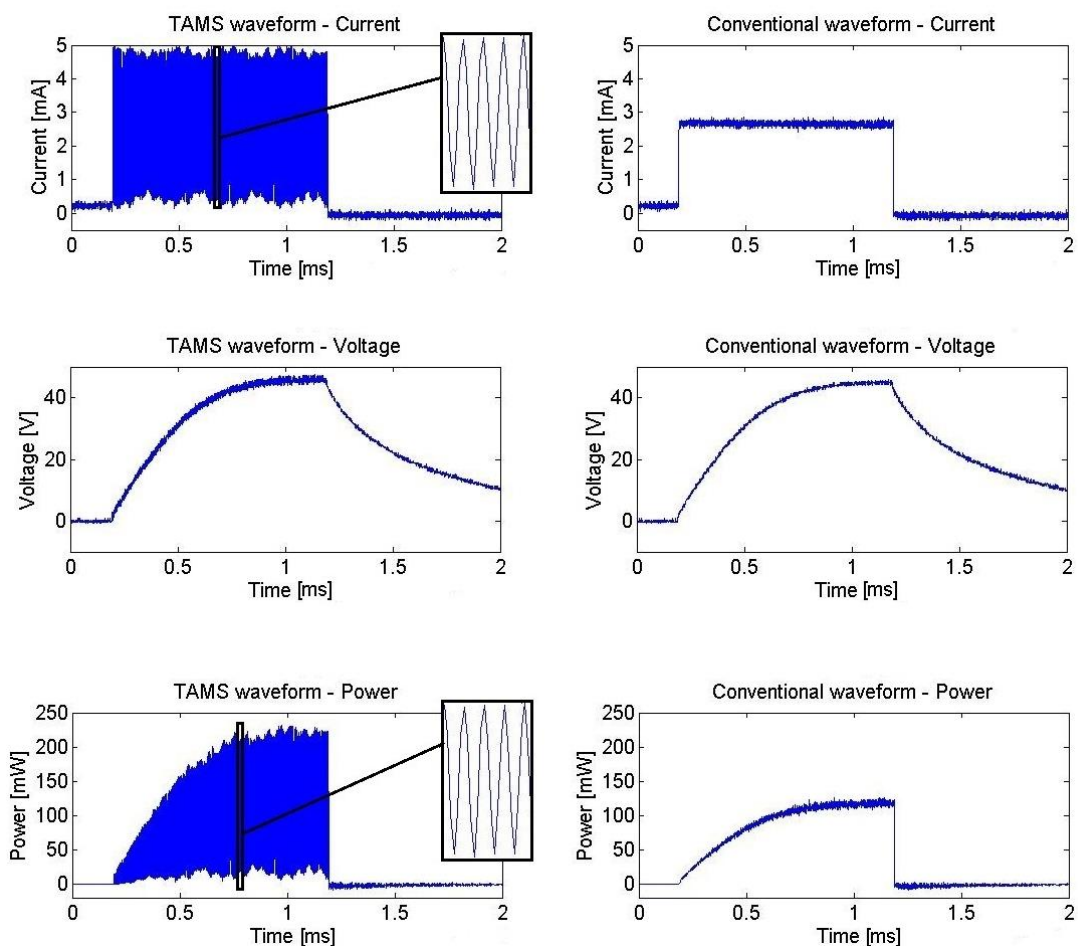 TAMS waveform - Current
Current [mA]
5
4
3
2
1
0
0 0.5 1 1.5 2
Time [ms]
Conventional waveform - Current
Current [mA]
5
4
3
2
1
0
0 0.5 1 1.5 2
Time [ms]
TAMS waveform - Voltage
Voltage [V]
40
20
0
0 0.5 1 1.5 2
Time [ms]
Conventional waveform - Voltage
Voltage [V]
40
20
0
0 0.5 1 1.5 2
Time [ms]
TAMS waveform - Power
Power [mW]
250
200
150
100
50
0
0 0.5 1 1.5 2
Time [ms]
Conventional waveform - Power
Power [mW]
250
200
150
100
50
0
0 0.5 1 1.5 2
Time [ms]